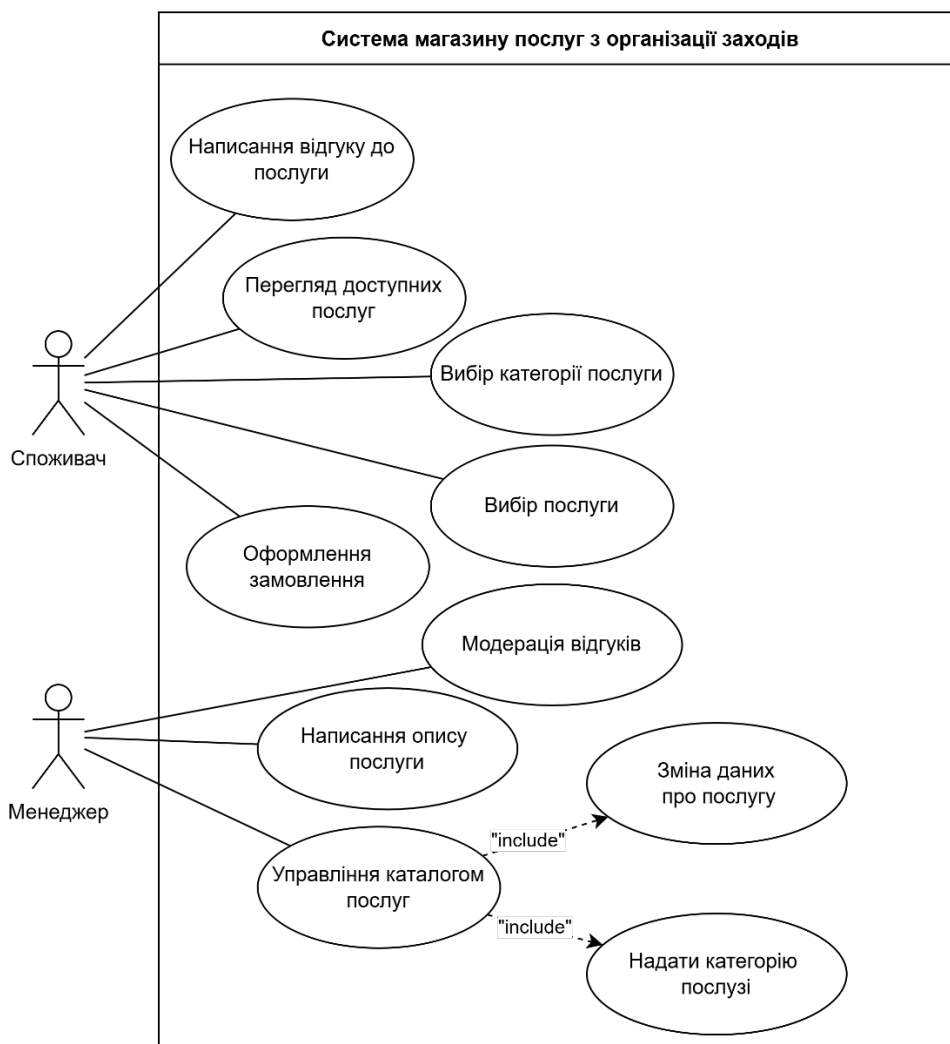 Система магазину послуг з організації заходів
Написання відгуку до
послуги
Перегляд доступних
послуг
Вибір категорії послуги
Споживач
Вибір послуги
Оформлення
замовлення
Модерація відгуків
Написання опису
послуги
Менеджер
Зміна даних
про послугу
"include"
Управління каталогом
послуг
"include"
Надати категорію
послузі